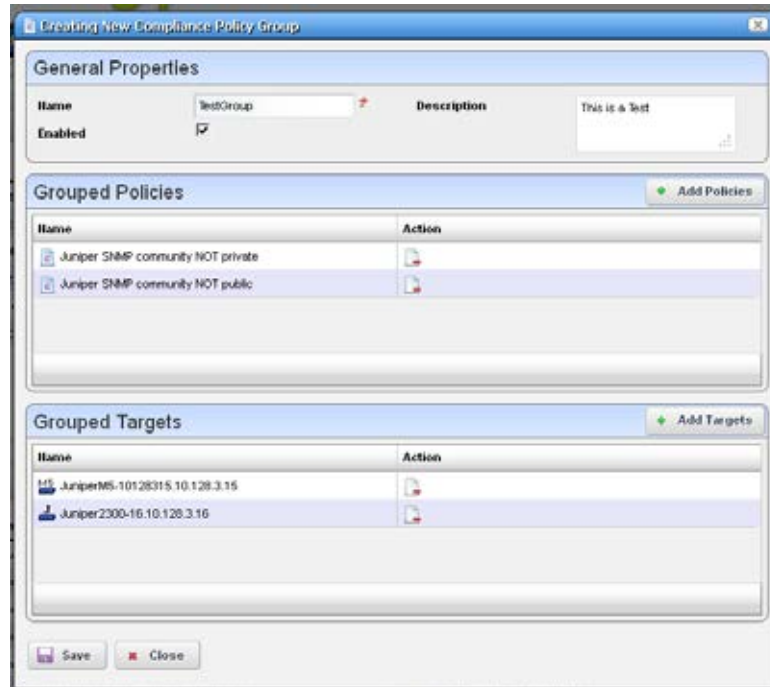 Creating New Compliance Policy Group
General Properties
Name TestGroup * Description This is a Test
Enabled
Grouped Policies Add Policies
Name Action
Juniper SNMP community NOT private
Juniper SNMP community NOT public
Grouped Targets Add Targets
Name Action
M5 JuniperM5-10128315.10.128.3.15
J Juniper2300-16.10.128.3.16
Save Close